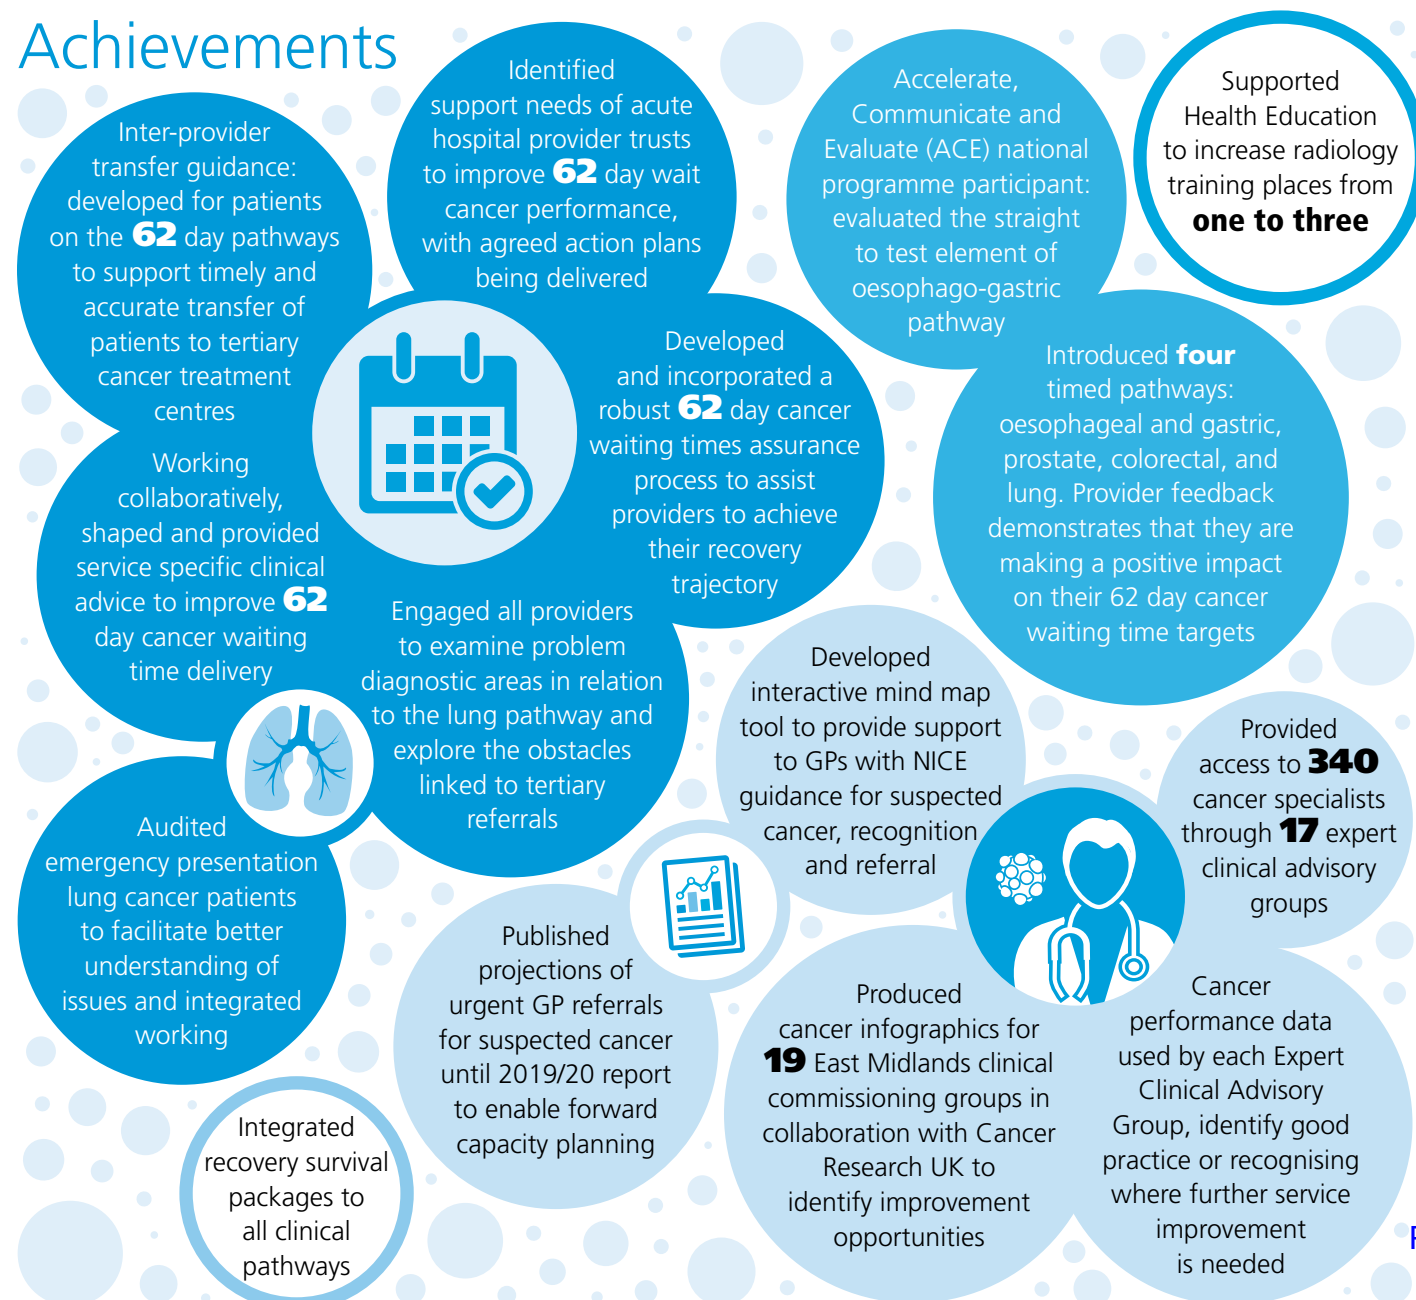 Achievements
Inter-provider
transfer guidance:
developed for patients
on the 62 day pathways
to support timely and
accurate transfer of
patients to tertiary
cancer treatment
centres
Identified
support needs of acute
hospital provider trusts
to improve 62 day wait
cancer performance,
with agreed action plans
being delivered
Accelerate,
Communicate and
Evaluate (ACE) national
programme participant:
evaluated the straight
to test element of
oesophago-gastric
pathway
Supported
Health Education
to increase radiology
training places from
one to three
Developed
and incorporated a
robust 62 day cancer
waiting times assurance
process to assist
providers to achieve
their recovery
trajectory
Introduced four
timed pathways:
oesophageal and gastric,
prostate, colorectal, and
lung. Provider feedback
demonstrates that they are
making a positive impact
on their 62 day cancer
waiting time targets
Working
collaboratively,
shaped and provided
service specific clinical
advice to improve 62
day cancer waiting
time delivery
Engaged all providers
to examine problem
diagnostic areas in relation
to the lung pathway and
explore the obstacles
linked to tertiary
referrals
Developed
interactive mind map
tool to provide support
to GPs with NICE
guidance for suspected
cancer, recognition
and referral
Provided
access to 340
cancer specialists
through 17 expert
clinical advisory
groups
Audited
emergency presentation
lung cancer patients
to facilitate better
understanding of
issues and integrated
working
Published
projections of
urgent GP referrals
for suspected cancer
until 2019/20 report
to enable forward
capacity planning
Produced
cancer infographics for
19 East Midlands clinical
commissioning groups in
collaboration with Cancer
Research UK to
identify improvement
opportunities
Cancer
performance data
used by each Expert
Clinical Advisory
Group, identify good
practice or recognising
where further service
improvement
is needed
Integrated
recovery survival
packages to
all clinical
pathways